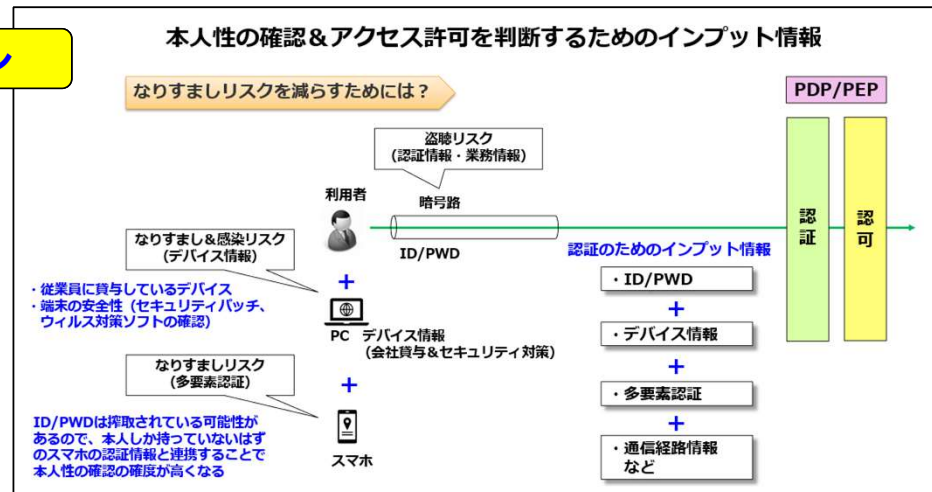 本人性の確認＆アクセス許可を判断するためのインプット情報
なりすましリスクを減らすためには？
PDP/PEP
盗聴リスク
(認証情報・業務情報)
利用者
暗号路
ID/PWD
認証
認可
なりすまし＆感染リスク
(デバイス情報)
・従業員に貸与しているデバイス
・端末の安全性（セキュリティパッチ、
ウィルス対策ソフトの確認）
+
PC デバイス情報
（会社貸与＆セキュリティ対策）
なりすましリスク
(多要素認証)
+
ID/PWDは搾取されている可能性が
あるので、本人しか持っていないはず
のスマホの認証情報と連携することで
本人性の確認の確度が高くなる
スマホ
認証のためのインプット情報
・ID/PWD
+
・デバイス情報
+
・多要素認証
+
・通信経路情報
など